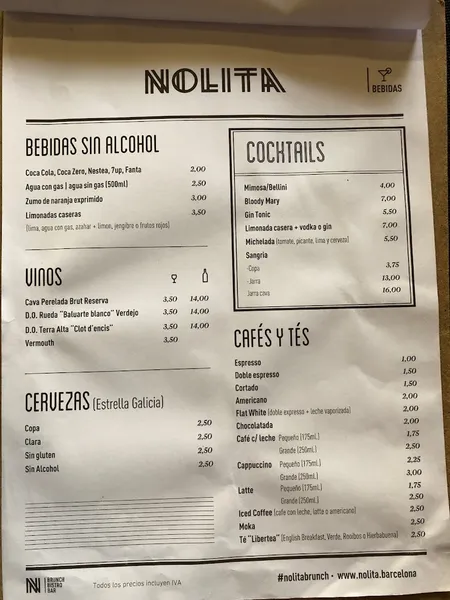 NOLITA
BEBIDAS
BEBIDAS SIN ALCOHOL
Coca Cola, Coca Zero, Nestea, 7up, Fanta 2,00
Agua con gas | agua sin gas (500ml) 2,50
Zumo de naranja exprimido 3,00
Limonadas caseras 3,50
(lima, agua con gas, azahar + limon, jengibre o frutos rojos)
VINOS
Cava Perelada Brut Reserva 3,50 14,00
D.O. Rueda "Baluarte blanco" Verdejo 3,50 14,00
D.O. Terra Alta "Clot d'encis" 3,50 14,00
Vermouth 3,50
CERVEZAS (Estrella Galicia)
Copa 2,50
Clara 2,50
Sin gluten 2,50
Sin Alcohol 2,50
COCKTAILS
Mimosa/Bellini 4,00
Bloody Mary 7,00
Gin Tonic 5,50
Limonada casera + vodka o gin 7,00
Michelada (tomate, picante, lima y cerveza) 5,50
Sangria
-Copa 3,75
-Jarra 13,00
Jarra cava 16,00
CAFÉS Y TÉS
Espresso 1,00
Doble espresso 1,50
Cortado 1,50
Americano 2,00
Flat White (doble espresso + leche vaporizada) 2,00
Chocolatada 2,00
Café c/ leche Pequeño (175ml.) 1,75
Grande (250ml.) 2,50
Cappuccino Pequeño (175ml.) 2,25
Grande (250ml.) 3,00
Latte Pequeño (175ml.) 1,75
Grande (250ml.) 2,50
Iced Coffee (cafe con leche, latte o americano) 2,50
Moka 2,50
Té "Libertea" (English Breakfast, Verde, Rooibos o Hierbabuena) 2,50
N BRUNCH
BISTRO
BAR
Todos los precios incluyen IVA
#nolitabrunch • www.nolita.barcelona